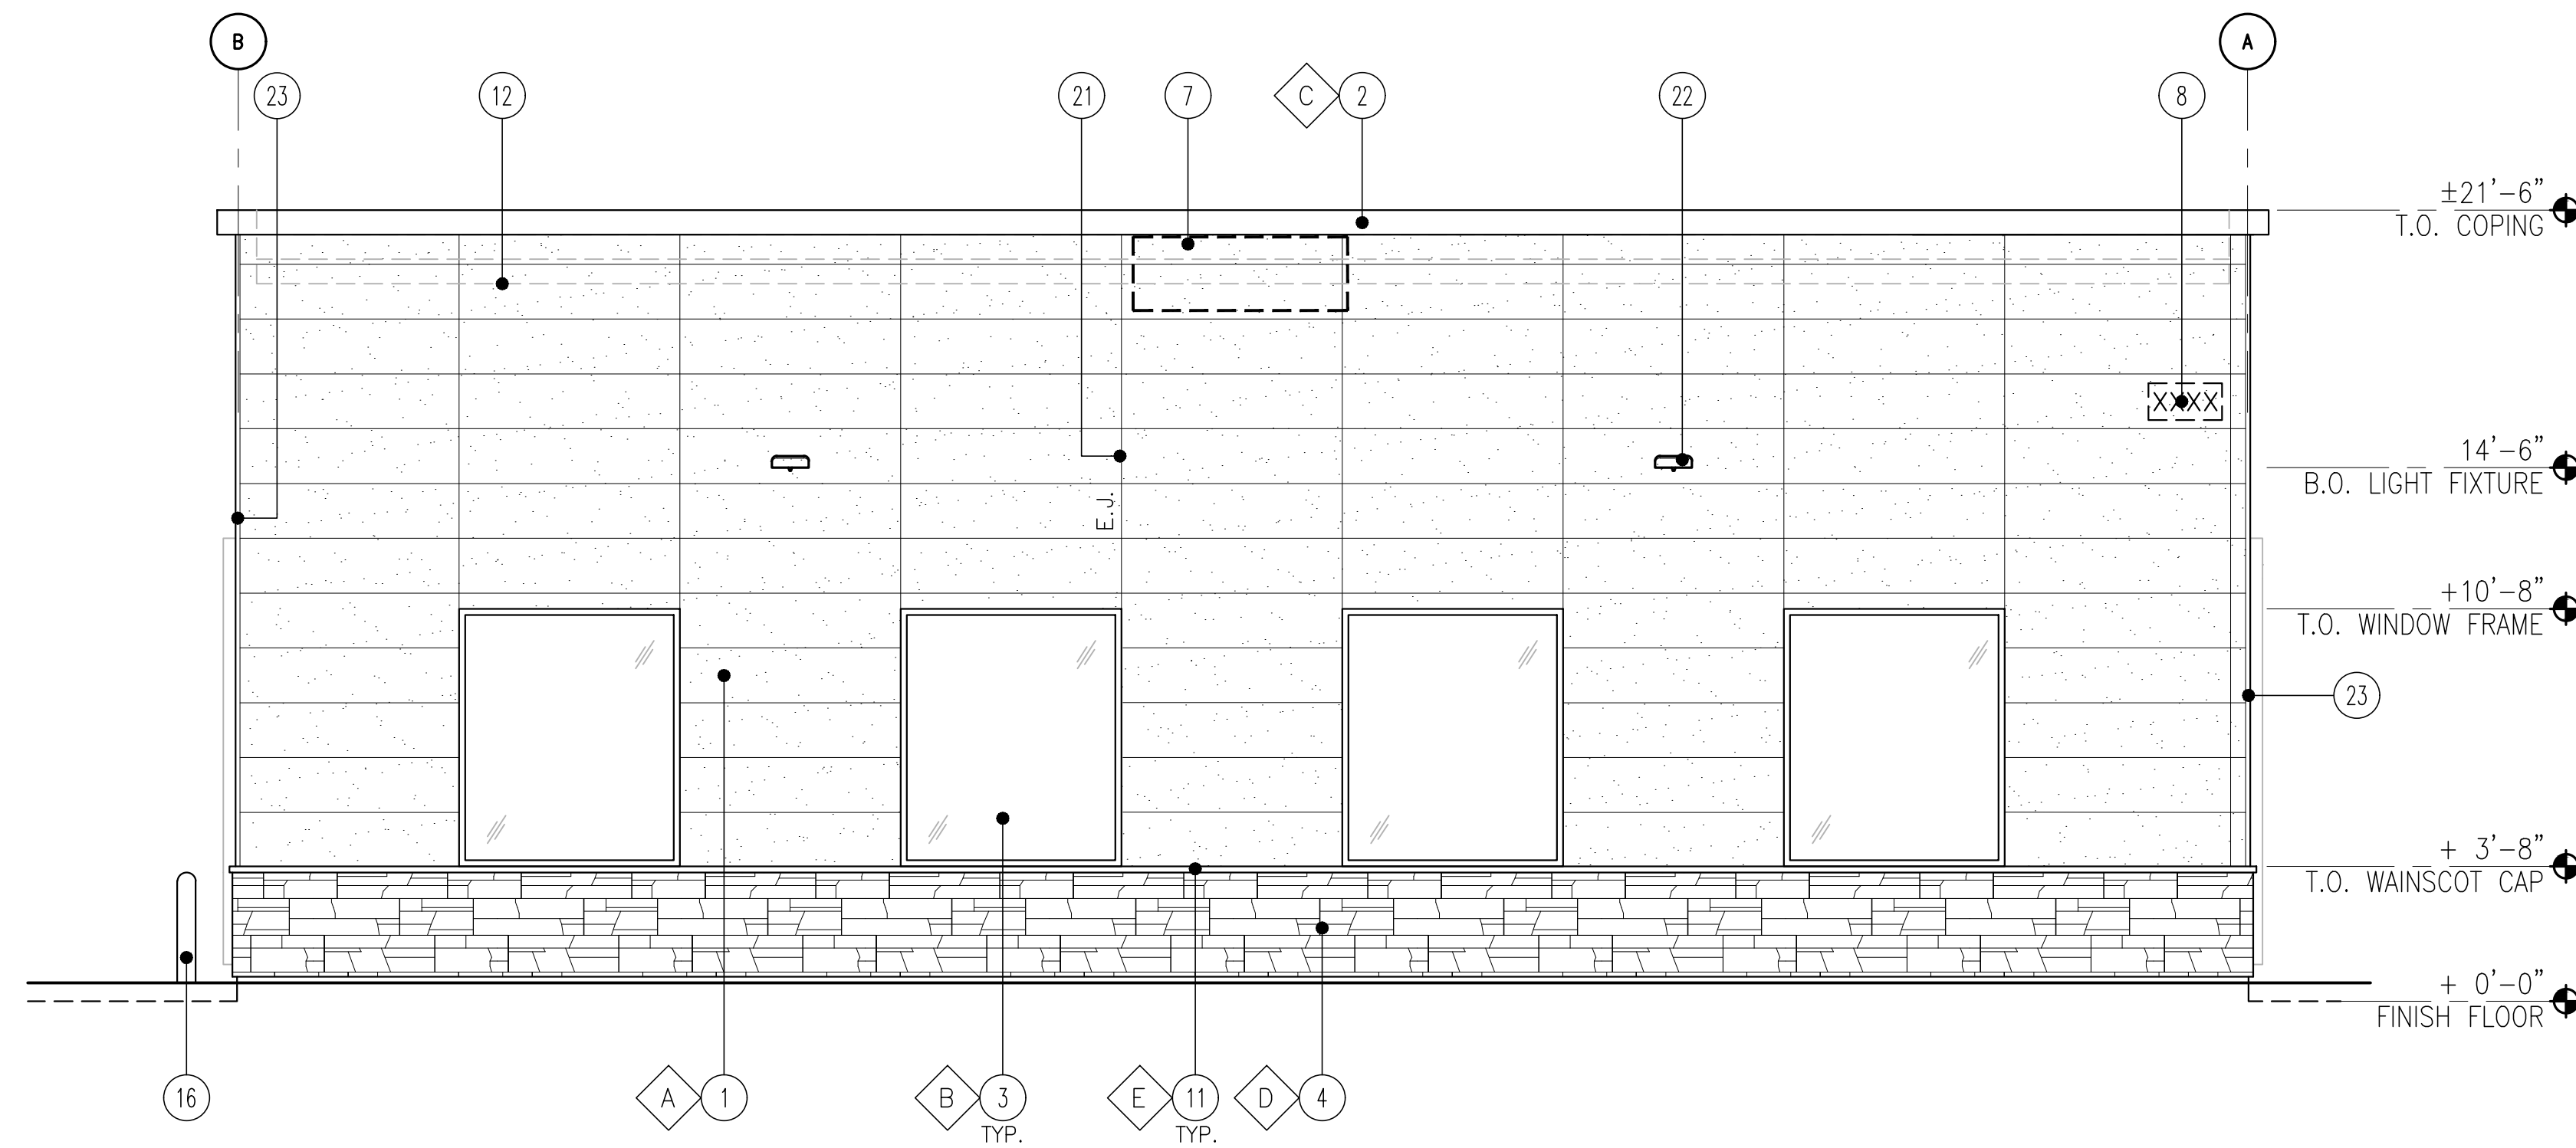 B
A
23
12
21
7
C
2
22
8
±21'-6"
T.O. COPING
XXXX
14'-6"
B.O. LIGHT FIXTURE
E.J.
+10'-8"
T.O. WINDOW FRAME
23
+ 3'-8"
T.O. WAINSCOT CAP
+ 0'-0"
FINISH FLOOR
16
A
1
B
3
TYP.
E
11
TYP.
D
4